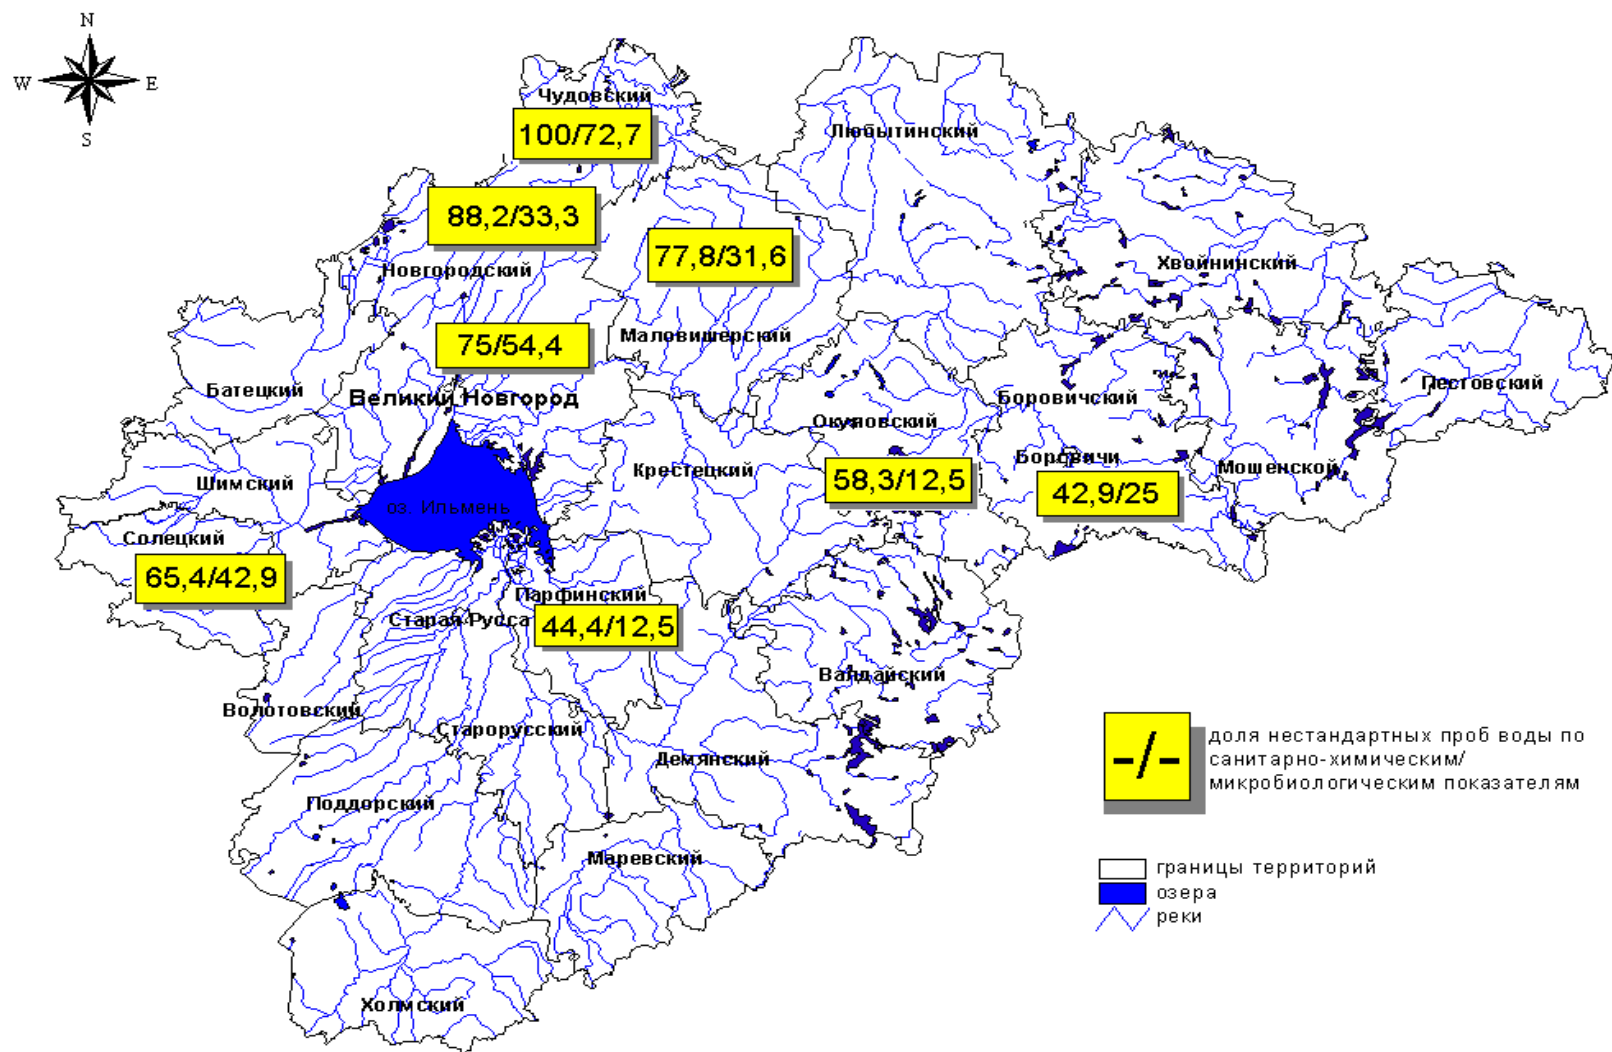 N
W
E
S
Чудовский
100/72,7
Любытинский
88,2/33,3
77,8/31,6
Новгородский
Хвойнинский
Маловишерский
75/54,4
Батецкий
Великий Новгород
Окуловский
Боровичский
Пестовский
Крестецкий
Боровичи
Мошенской
Шимский
58,3/12,5
42,9/25
оз. Ильмень
Солецкий
65,4/42,9
Парфинский
Старая Русса
44,4/12,5
Валдайский
Волотовский
Старорусский
Демянский
Поддорский
Маревский
Холмский
-/-
доля нестандартных проб воды по
санитарно-химическим/
микробиологическим показателям
границы территорий
озера
реки